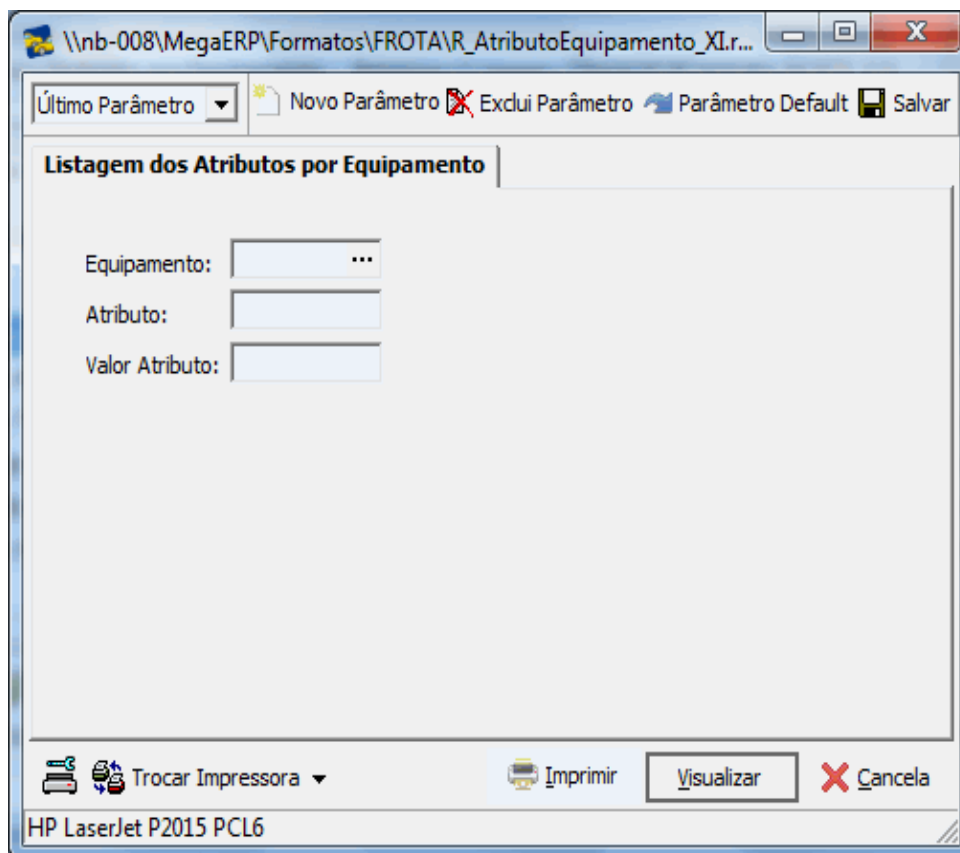 \\nb-008\MegaERP\Formatos\FROTA\R_AtributoEquipamento_XI.r...
Último Parâmetro Novo Parâmetro Exclui Parâmetro Parâmetro Default Salvar
Listagem dos Atributos por Equipamento
Equipamento: ...
Atributo:
Valor Atributo:
Trocar Impressora Imprimir Visualizar Cancela
HP LaserJet P2015 PCL6